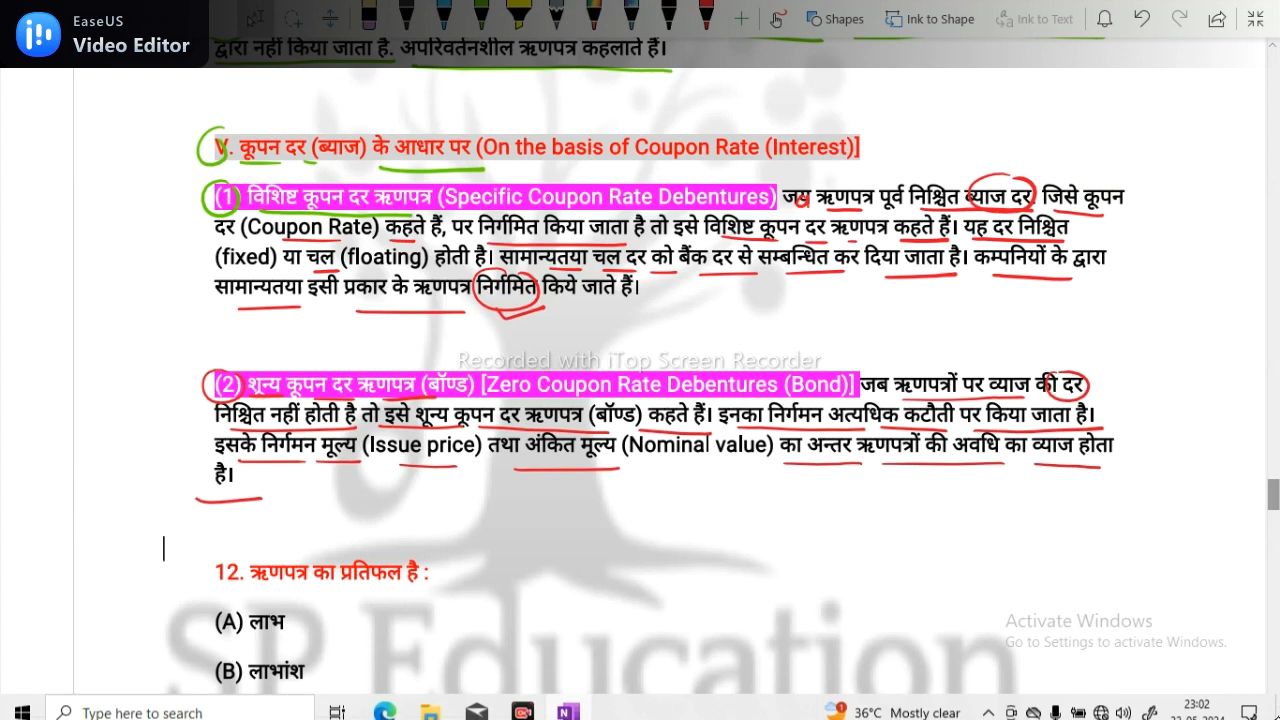 EaseUS
Video Editor
Shapes
Ink to Shape
Ink to Text
द्वारा नहीं किया जाता है. अपरिवर्तनशील ऋणपत्र कहलाते हैं।
V. कूपन दर (ब्याज) के आधार पर (On the basis of Coupon Rate (Interest)]
(1) विशिष्ट कूपन दर ऋणपत्र (Specific Coupon Rate Debentures) जय ऋणपत्र पूर्व निश्चित ब्याज दर, जिसे कूपन
दर (Coupon Rate) कहते हैं, पर निर्गमित किया जाता है तो इसे विशिष्ट कूपन दर ऋणपत्र कहते हैं। यह दर निश्चित
(fixed) या चल (floating) होती है। सामान्यतया चल दर को बैंक दर से सम्बन्धित कर दिया जाता है। कम्पनियों के द्वारा
सामान्यतया इसी प्रकार के ऋणपत्र निर्गमित किये जाते हैं।
Recorded with iTop Screen Recorder
(2) शून्य कूपन दर ऋणपत्र (बॉण्ड) [Zero Coupon Rate Debentures (Bond)] जब ऋणपत्रों पर व्याज की दर
निश्चित नहीं होती है तो इसे शून्य कूपन दर ऋणपत्र (बॉण्ड) कहते हैं। इनका निर्गमन अत्यधिक कटौती पर किया जाता है।
इसके निर्गमन मूल्य (Issue price) तथा अंकित मूल्य (Nominal value) का अन्तर ऋणपत्रों की अवधि का व्याज होता
है।
12. ऋणपत्र का प्रतिफल है :
(A) लाभ
(B) लाभांश
SP Education
Activate Windows
Go to Settings to activate Windows.
Type here to search
1
36°C Mostly clear
23:02